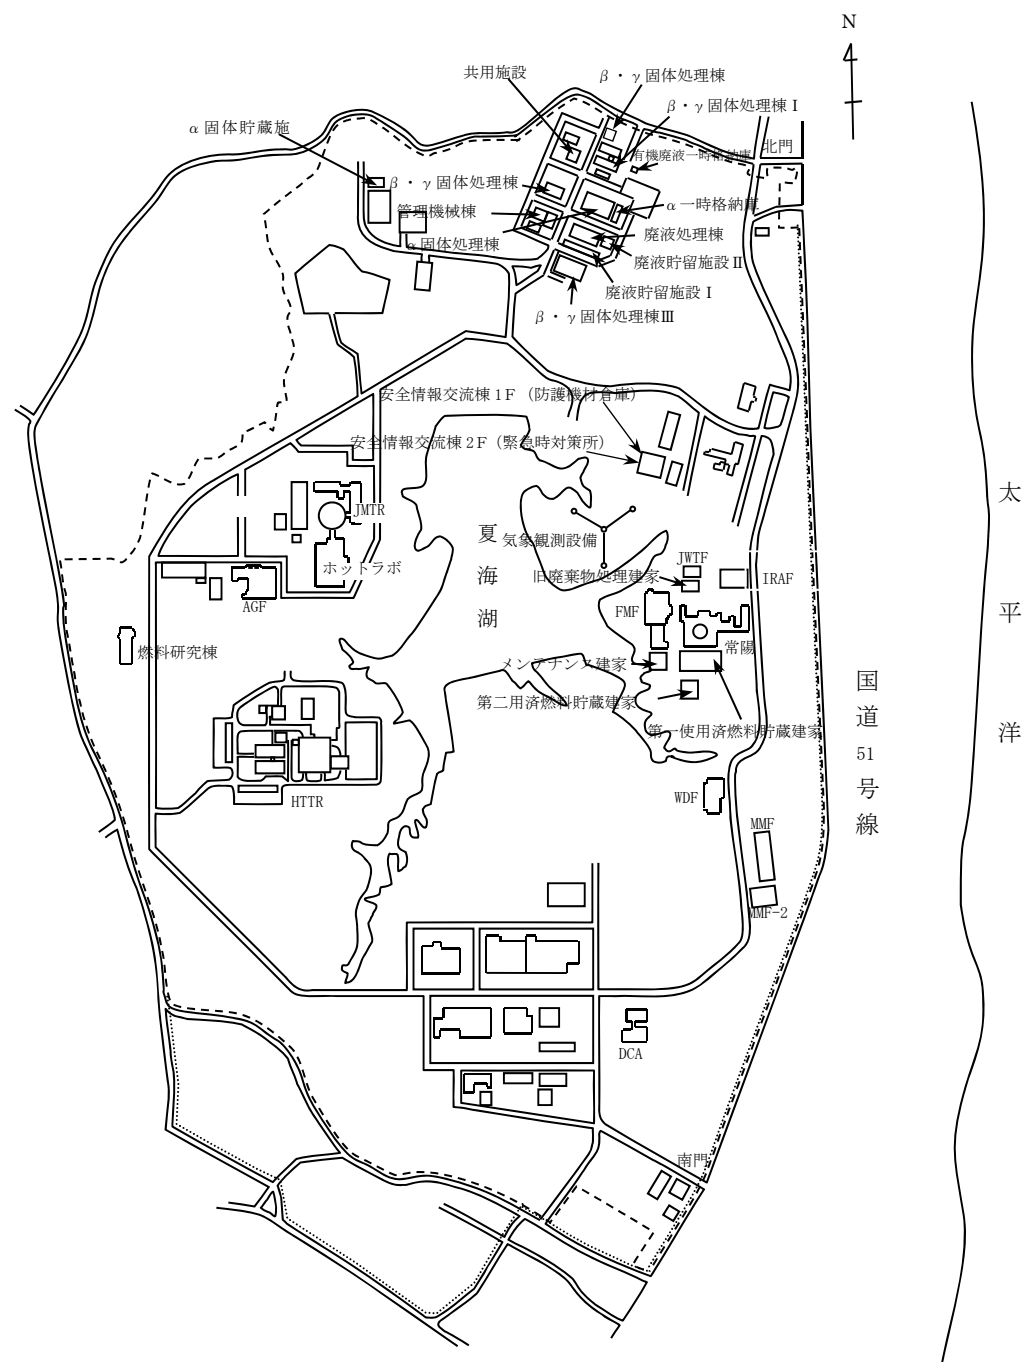 N
共用施設
β・γ固体処理棟
β・γ固体処理棟Ⅰ
α固体貯蔵施
北門
有機廃液一時格納庫
β・γ固体処理棟
α一時格納庫
管理機械棟
廃液処理棟
α固体処理棟
廃液貯留施設Ⅱ
廃液貯留施設Ⅰ
β・γ固体処理棟Ⅲ
安全情報交流棟1F（防護機材倉庫）
安全情報交流棟2F（緊急時対策所）
JMTR
夏海湖
気象観測設備
太平洋
JWTF
ホットラボ
旧廃棄物処理建家
IRAF
AGF
FMF
常陽
燃料研究棟
メンテナンス建家
国道51号線
第二用済燃料貯蔵建家
第一使用済燃料貯蔵建家
HTTR
WDF
MMF
MMF-2
DCA
南門